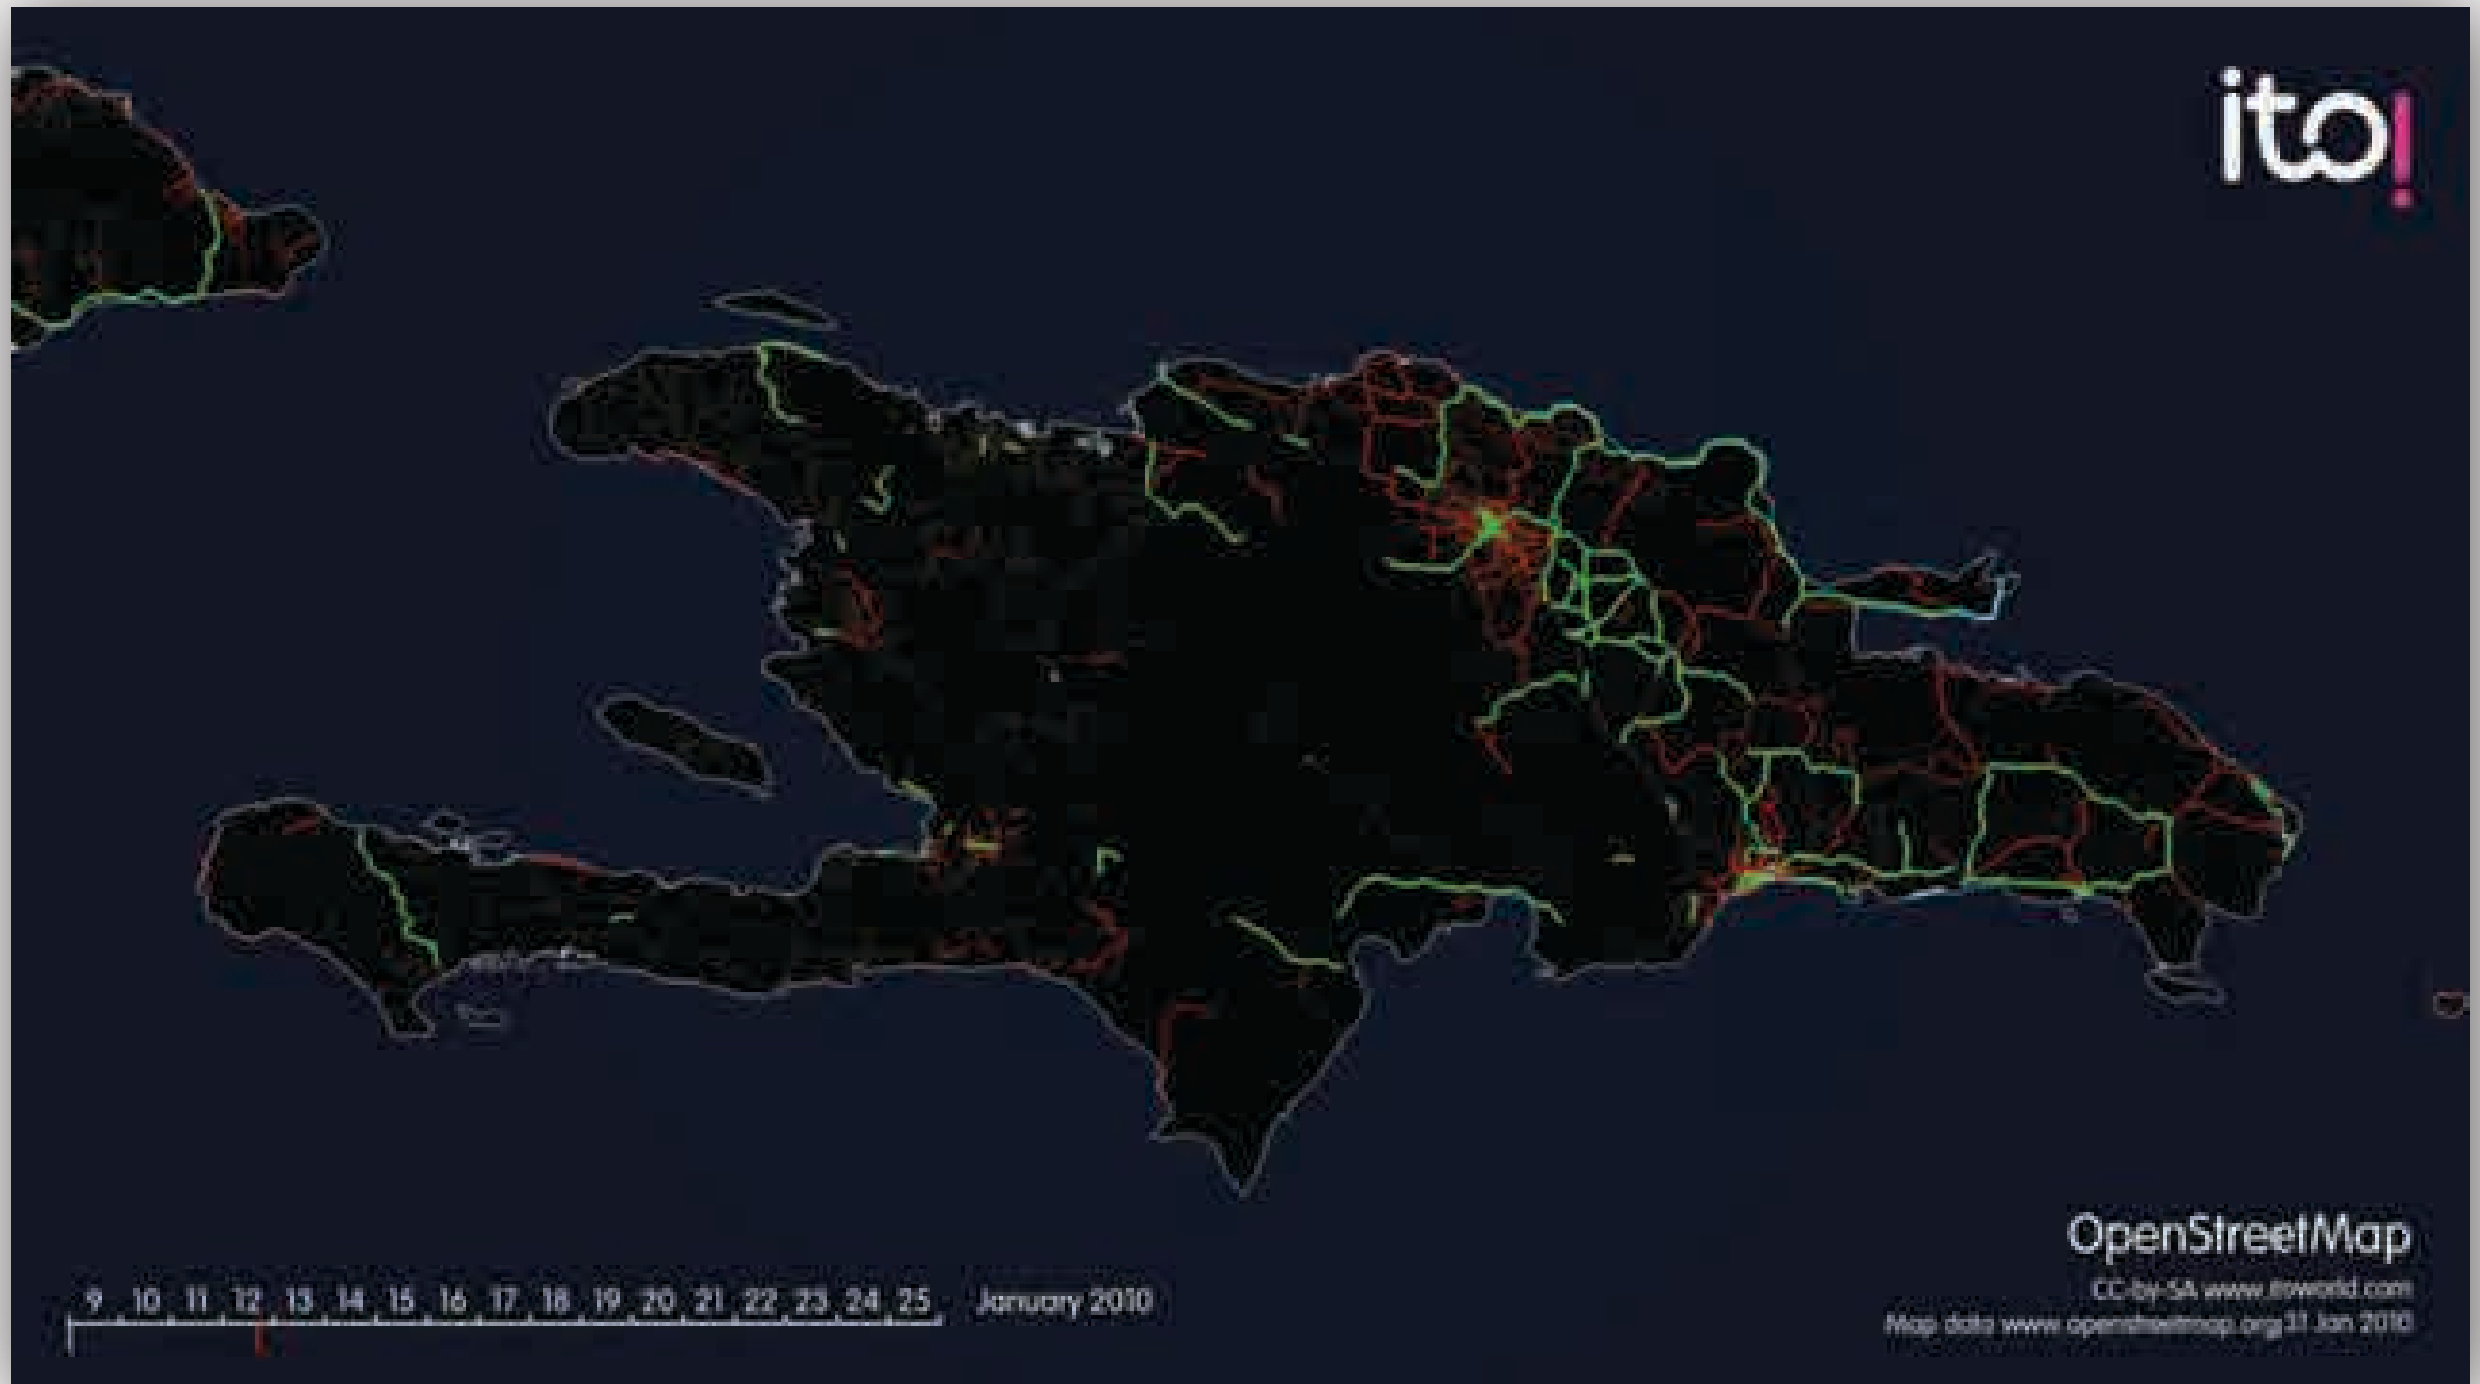 ito!
OpenStreetMap
CC-by-SA www.itoworld.com
Map data www.openstreetmap.org 31 Jan 2010
9 10 11 12 13 14 15 16 17 18 19 20 21 22 23 24 25 January 2010